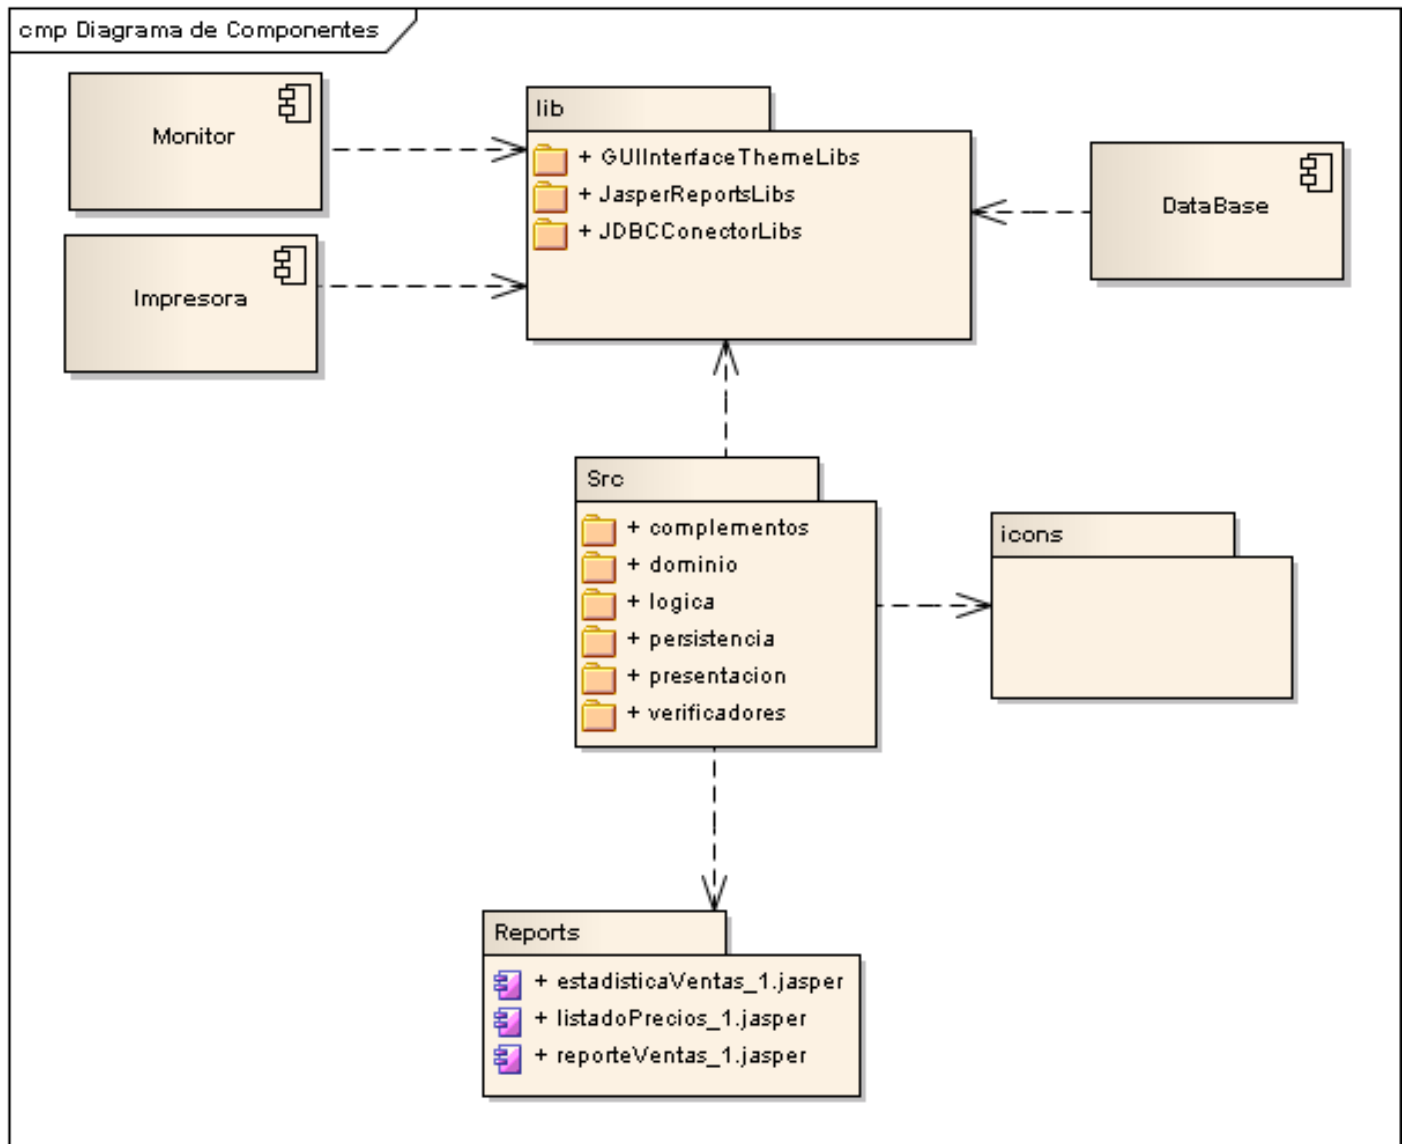 cmp Diagrama de Componentes
Monitor
Impresora
lib
+ GUIInterfaceThemeLibs
+ JasperReportsLibs
+ JDBCConectorLibs
DataBase
Src
+ complementos
+ dominio
+ logica
+ persistencia
+ presentacion
+ verificadores
icons
Reports
+ estadisticaVentas_1.jasper
+ listadoPrecios_1.jasper
+ reporteVentas_1.jasper